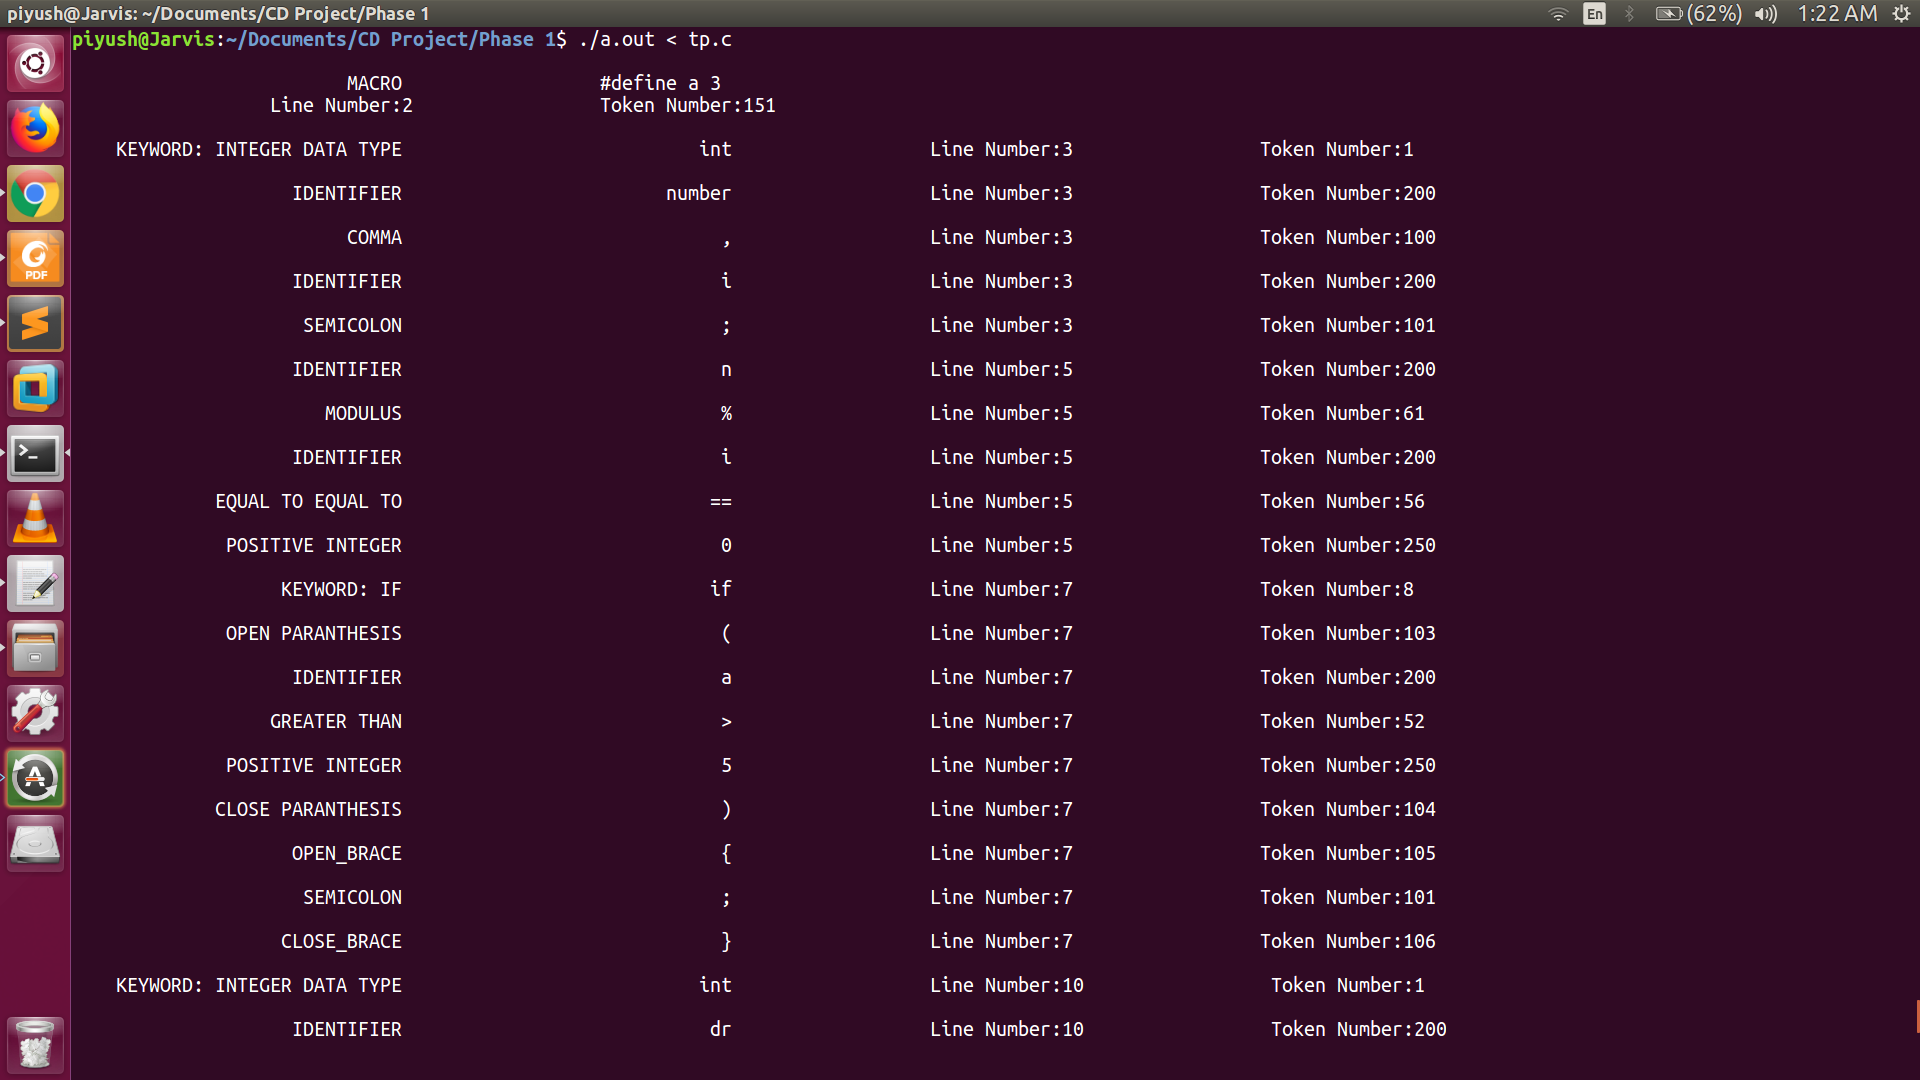 piyush@Jarvis: ~/Documents/CD Project/Phase 1 En (62%) 1:22 AM
piyush@Jarvis:~/Documents/CD Project/Phase 1$ ./a.out < tp.c
MACRO #define a 3
Line Number:2 Token Number:151
KEYWORD: INTEGER DATA TYPE int Line Number:3 Token Number:1
IDENTIFIER number Line Number:3 Token Number:200
COMMA , Line Number:3 Token Number:100
IDENTIFIER i Line Number:3 Token Number:200
SEMICOLON ; Line Number:3 Token Number:101
IDENTIFIER n Line Number:5 Token Number:200
MODULUS % Line Number:5 Token Number:61
IDENTIFIER i Line Number:5 Token Number:200
EQUAL TO EQUAL TO == Line Number:5 Token Number:56
POSITIVE INTEGER 0 Line Number:5 Token Number:250
KEYWORD: IF if Line Number:7 Token Number:8
OPEN PARANTHESIS ( Line Number:7 Token Number:103
IDENTIFIER a Line Number:7 Token Number:200
GREATER THAN > Line Number:7 Token Number:52
POSITIVE INTEGER 5 Line Number:7 Token Number:250
CLOSE PARANTHESIS ) Line Number:7 Token Number:104
OPEN_BRACE { Line Number:7 Token Number:105
SEMICOLON ; Line Number:7 Token Number:101
CLOSE_BRACE } Line Number:7 Token Number:106
KEYWORD: INTEGER DATA TYPE int Line Number:10 Token Number:1
IDENTIFIER dr Line Number:10 Token Number:200
PDF
>_
A